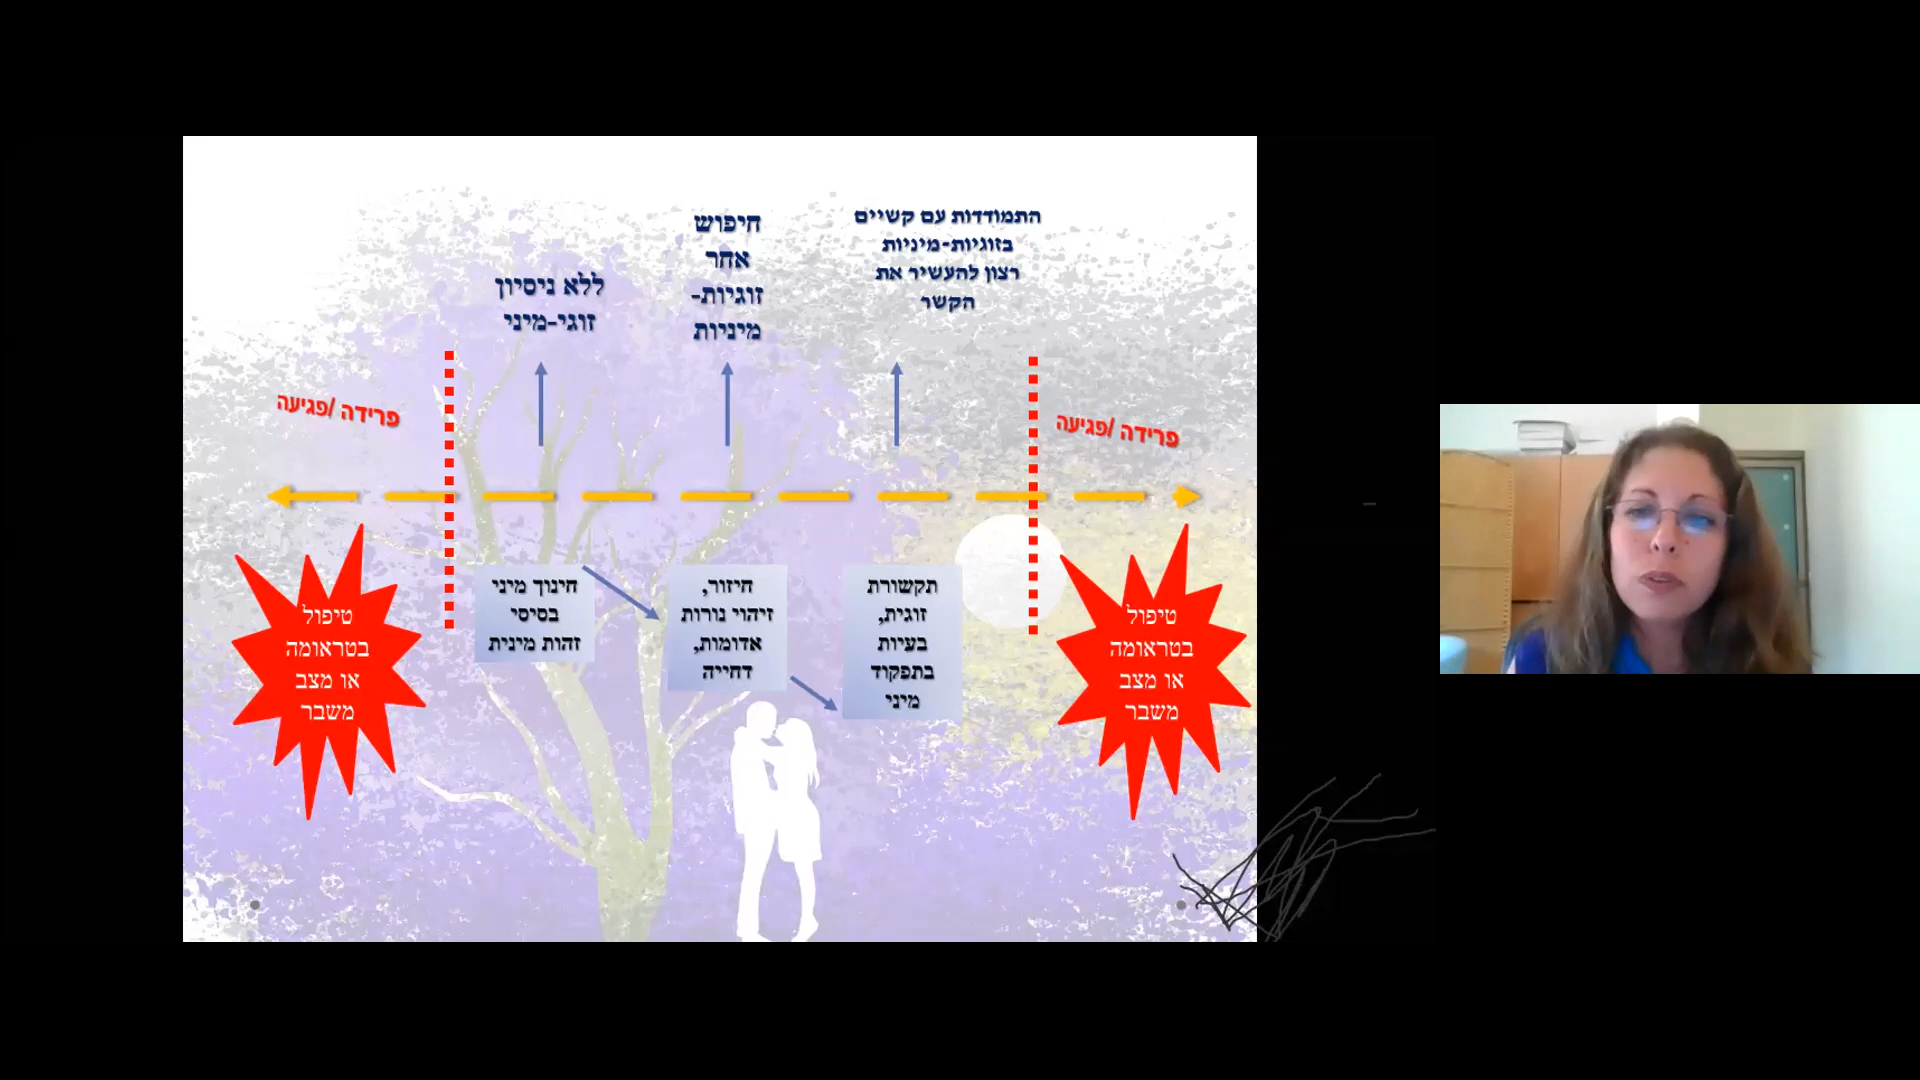 התמודדות עם קשיים
בזוגיות-מיניות
רצון להעשיר את
הקשר
חיפוש
אחר
זוגיות-
מיניות
ללא ניסיון
זוגי-מיני
פרידה /פגיעה
פרידה /פגיעה
טיפול
בטראומה
או מצב
משבר
תקשורת
זוגית,
בעיות
בתפקוד
מיני
חיזור,
זיהוי נורות
אדומות,
דחייה
חינוך מיני
בסיסי
זהות מינית
טיפול
בטראומה
או מצב
משבר